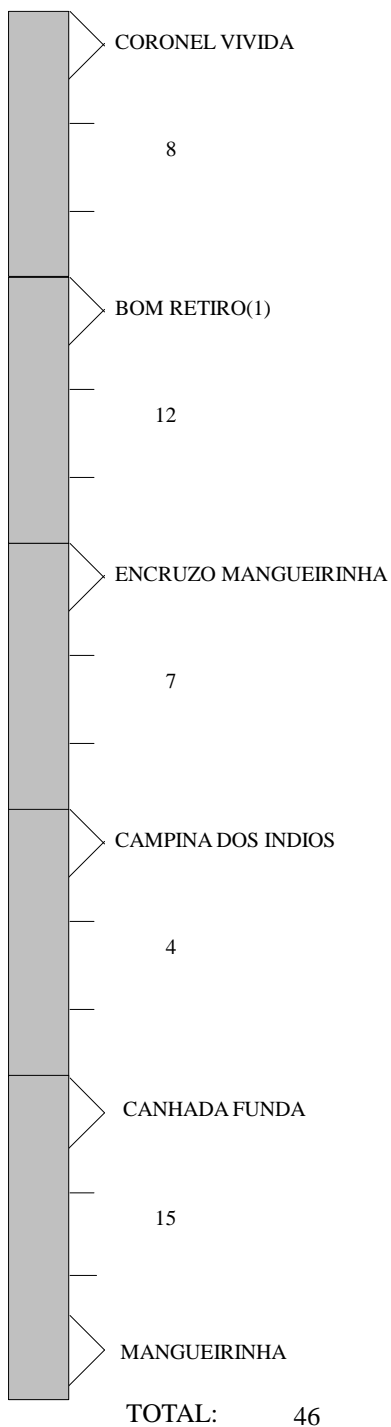 CORONEL VIVIDA
8
BOM RETIRO(1)
12
ENCRUZO MANGUEIRINHA
7
CAMPINA DOS INDIOS
4
CANHADA FUNDA
15
MANGUEIRINHA
TOTAL: 46